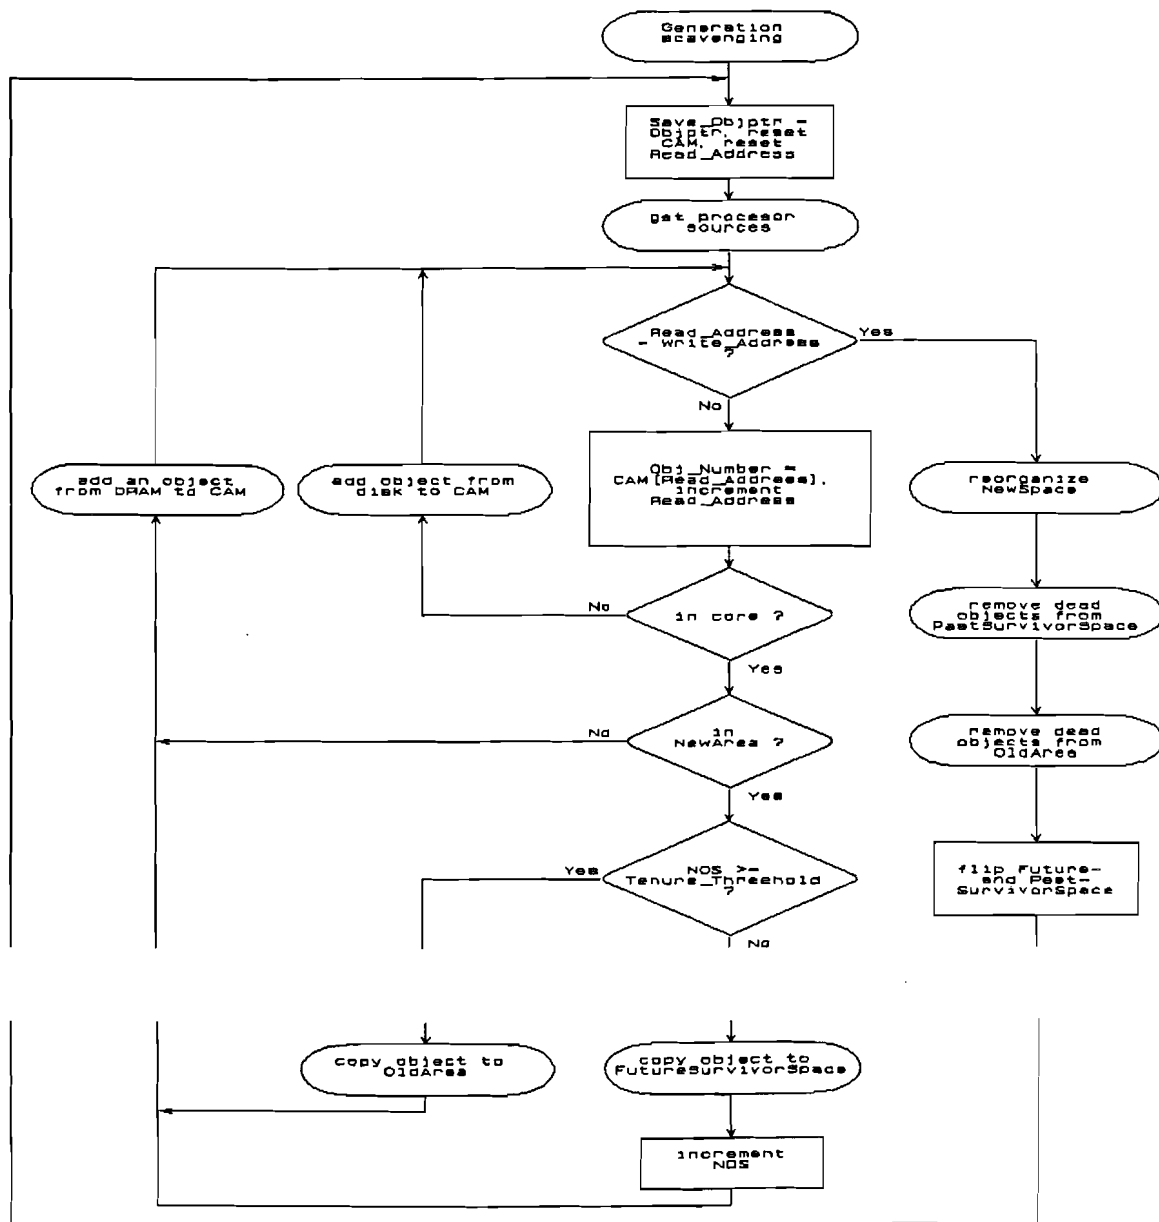 Generation
scavenging
Save_Objptr =
Objptr, reset
CAM, reset
Read_Address
get procesor
sources
Read_Address
= Write_Address
?
Yes
No
Obj_Number =
CAM[Read_Address],
increment
Read_Address
add an object
from DRAM to CAM
add object from
disk to CAM
reorganize
NewSpace
No
in core ?
Yes
remove dead
objects from
PastSurvivorSpace
No
in
NewArea ?
Yes
remove dead
objects from
OldArea
Yes
NOS >=
Tenure_Threshold
?
No
flip Future-
and Past-
SurvivorSpace
copy object to
OldArea
copy object to
FutureSurvivorSpace
increment
NOS